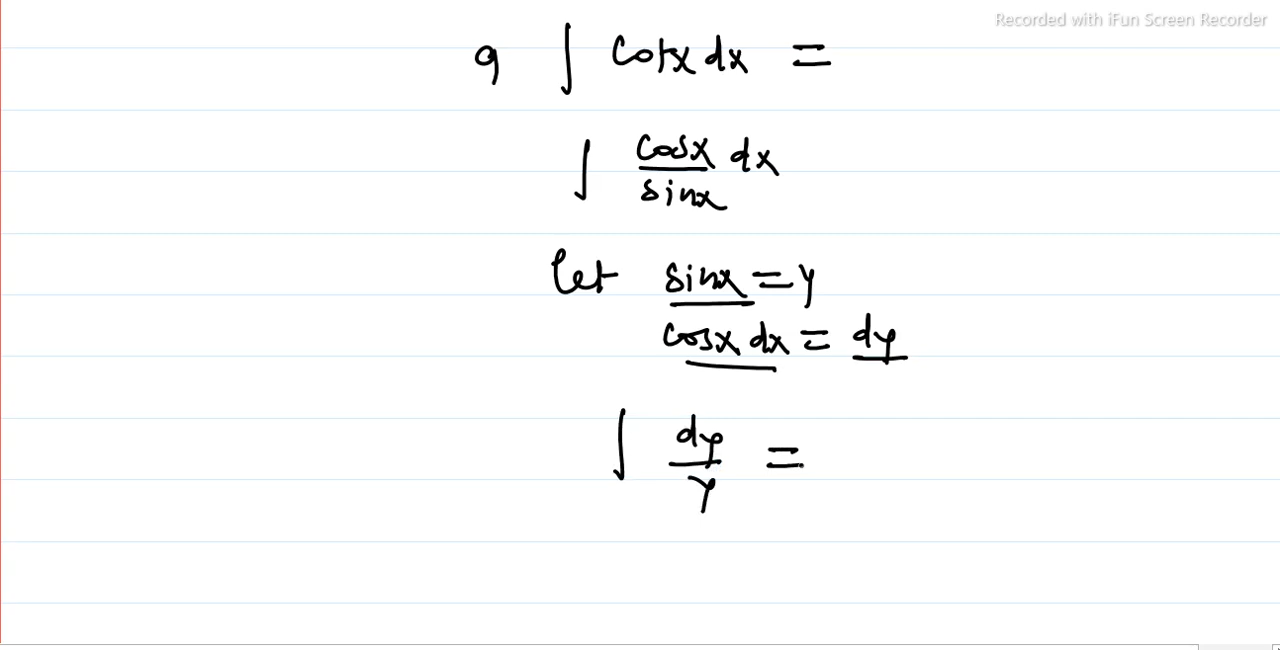 Recorded with iFun Screen Recorder
9 ∫ cotx dx =
∫ cosx/sinx dx
let sinx = y
cosx dx = dy
∫ dy/y =